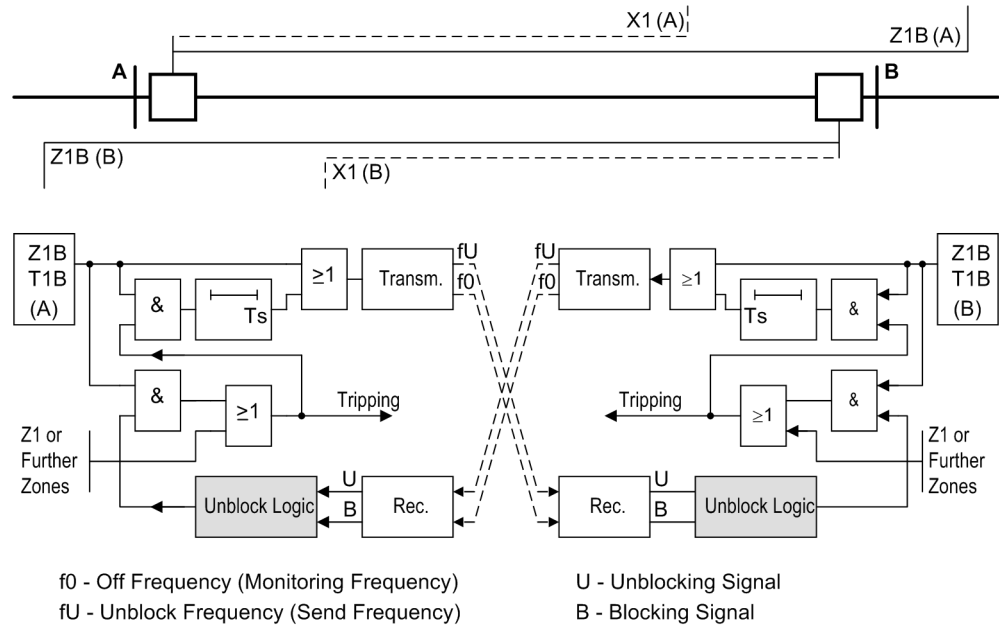 X1 (A)
Z1B (A)
A
B
Z1B (B)
X1 (B)
Z1B
T1B
(A)
&
Ts
≥1
Transm.
fU
f0
fU
f0
Transm.
≥1
Ts
&
Z1B
T1B
(B)
&
≥1
Tripping
Tripping
≥1
&
Z1 or
Further
Zones
Z1 or
Further
Zones
Unblock Logic
U
B
Rec.
Rec.
U
B
Unblock Logic
f0 - Off Frequency (Monitoring Frequency)
fU - Unblock Frequency (Send Frequency)
U - Unblocking Signal
B - Blocking Signal